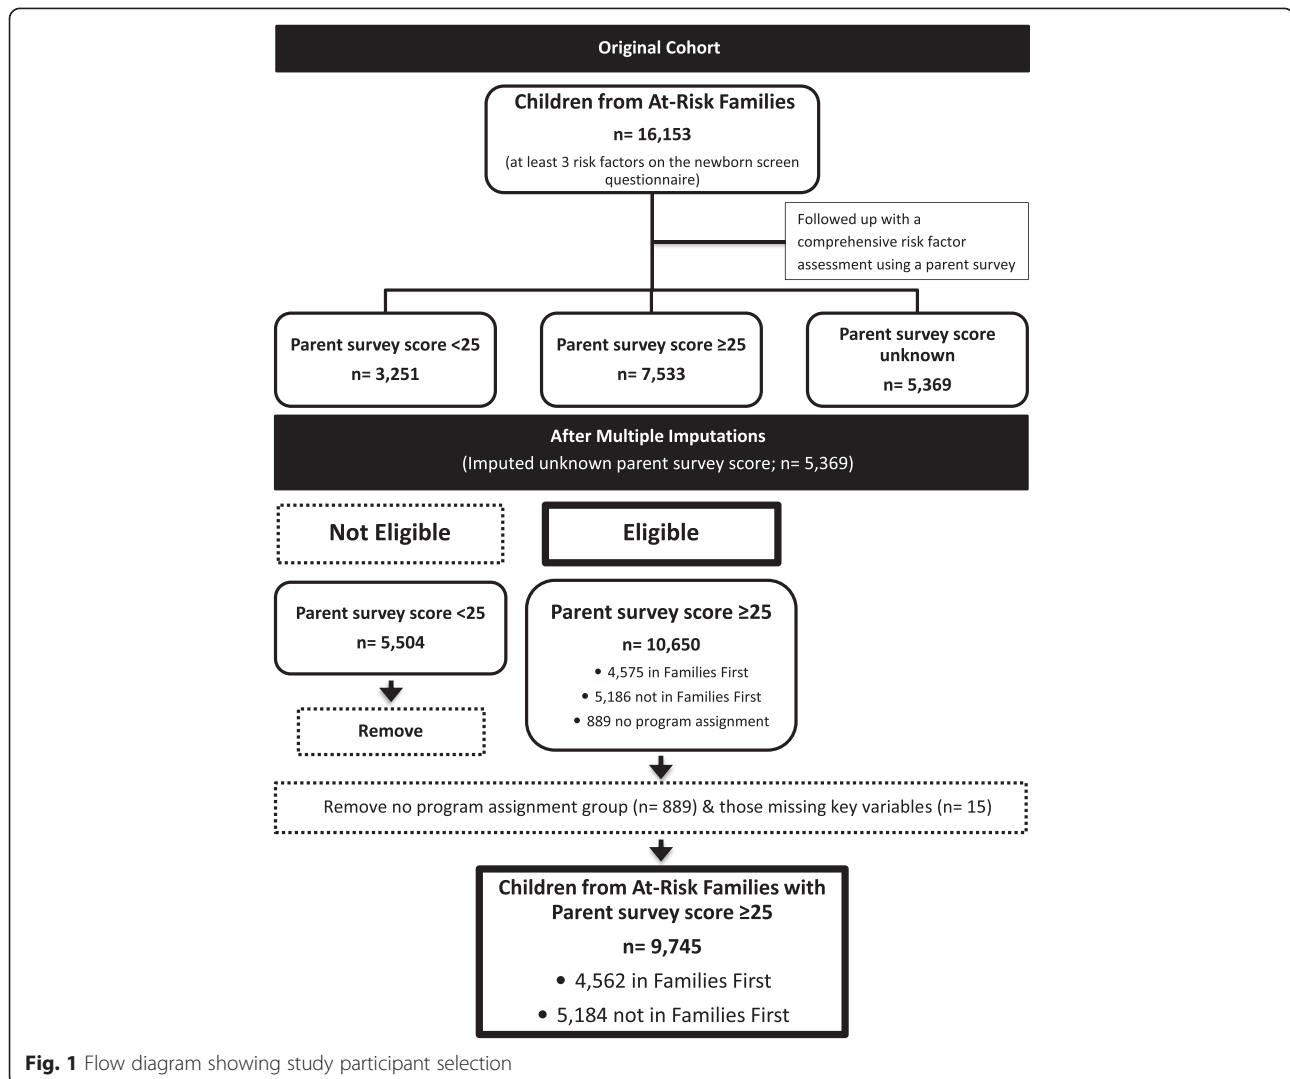 Original Cohort
Children from At-Risk Families
n= 16,153
(at least 3 risk factors on the newborn screen
questionnaire)
Followed up with a
comprehensive risk factor
assessment using a parent survey
Parent survey score <25
n= 3,251
Parent survey score ≥25
n= 7,533
Parent survey score
unknown
n= 5,369
After Multiple Imputations
(Imputed unknown parent survey score; n= 5,369)
Not Eligible
Eligible
Parent survey score <25
n= 5,504
Parent survey score ≥25
n= 10,650
• 4,575 in Families First
• 5,186 not in Families First
• 889 no program assignment
Remove
Remove no program assignment group (n= 889) & those missing key variables (n= 15)
Children from At-Risk Families with
Parent survey score ≥25
n= 9,745
• 4,562 in Families First
• 5,184 not in Families First
Fig. 1 Flow diagram showing study participant selection